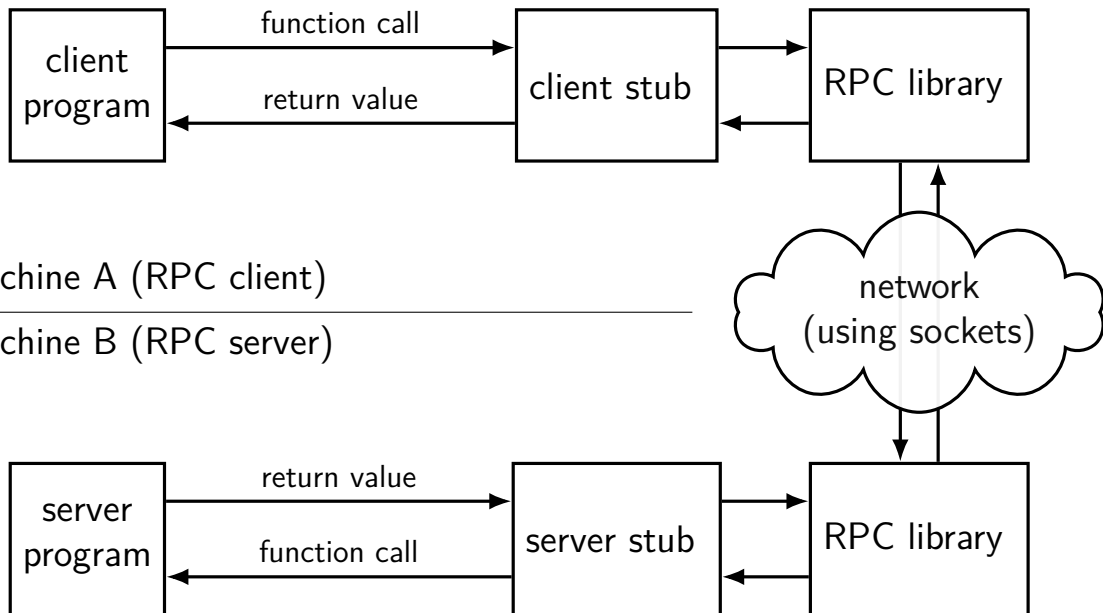 client
program
function call
return value
client stub
RPC library
chine A (RPC client)
network
(using sockets)
chine B (RPC server)
server
program
return value
function call
server stub
RPC library